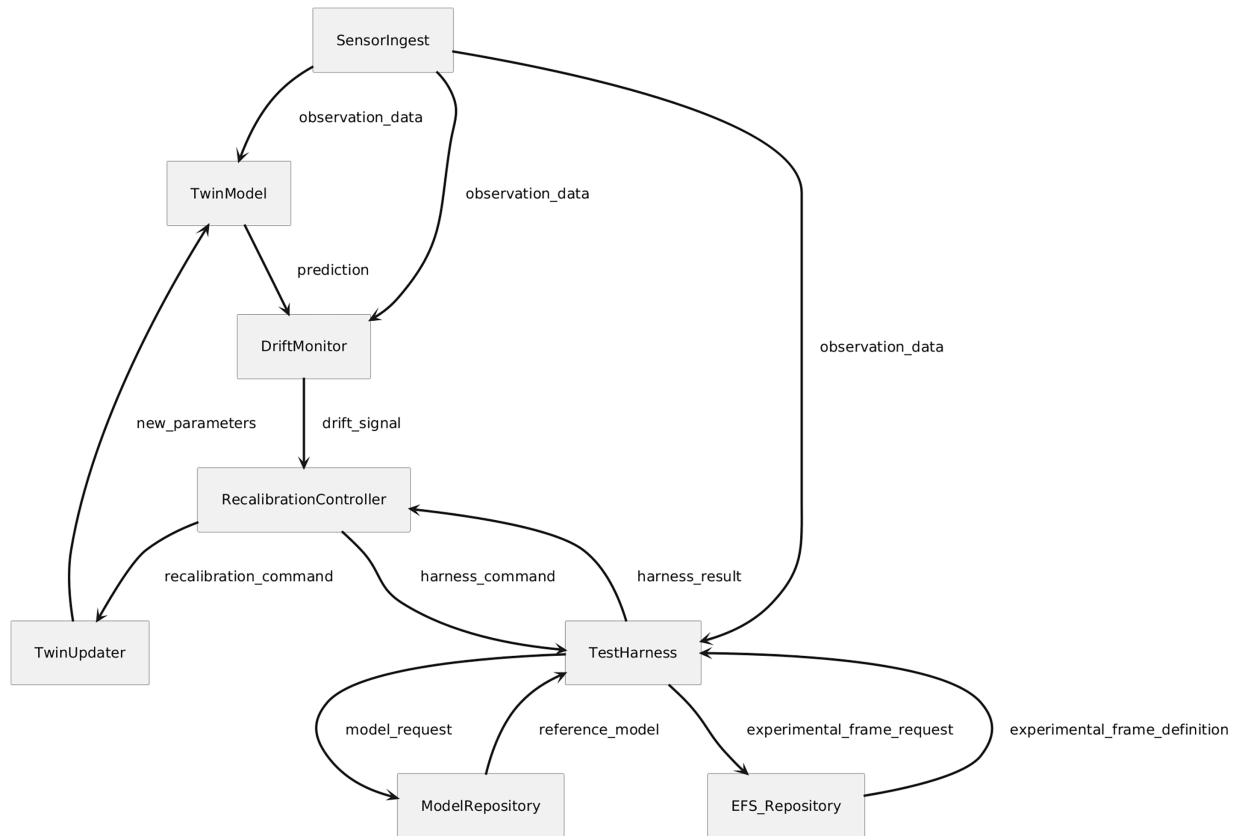 SensorIngest
observation_data
TwinModel
observation_data
prediction
DriftMonitor
observation_data
new_parameters
drift_signal
RecalibrationController
recalibration_command
harness_command
harness_result
TwinUpdater
TestHarness
model_request
reference_model
experimental_frame_request
experimental_frame_definition
ModelRepository
EFS_Repository